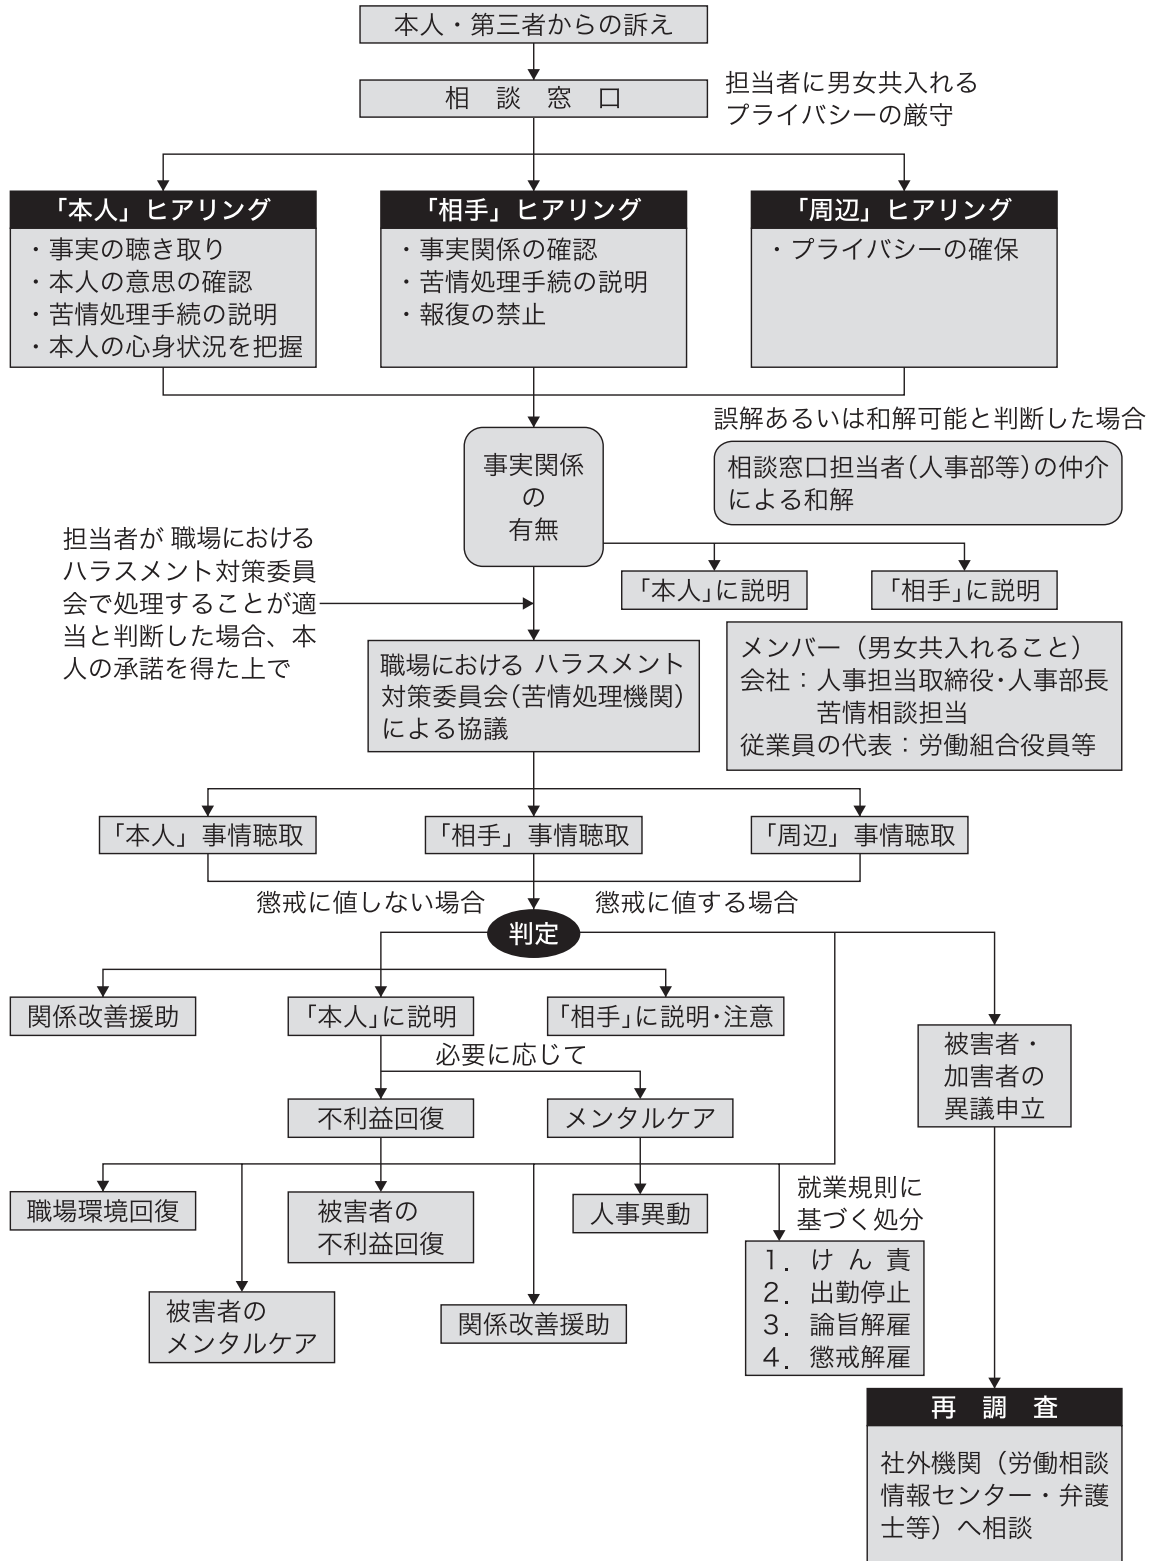 本人・第三者からの訴え
相 談 窓 口
担当者に男女共入れる
プライバシーの厳守
「本人」ヒアリング
・事実の聴き取り
・本人の意思の確認
・苦情処理手続の説明
・本人の心身状況を把握
「相手」ヒアリング
・事実関係の確認
・苦情処理手続の説明
・報復の禁止
「周辺」ヒアリング
・プライバシーの確保
事実関係
の
有無
誤解あるいは和解可能と判断した場合
相談窓口担当者(人事部等)の仲介
による和解
「本人」に説明
「相手」に説明
担当者が 職場における
ハラスメント対策委員
会で処理することが適
当と判断した場合、本
人の承諾を得た上で
職場における ハラスメント
対策委員会(苦情処理機関)
による協議
メンバー（男女共入れること）
会社：人事担当取締役・人事部長
苦情相談担当
従業員の代表：労働組合役員等
「本人」事情聴取
「相手」事情聴取
「周辺」事情聴取
懲戒に値しない場合
懲戒に値する場合
判定
関係改善援助
「本人」に説明
「相手」に説明・注意
必要に応じて
不利益回復
メンタルケア
被害者・
加害者の
異議申立
職場環境回復
被害者の
不利益回復
人事異動
就業規則に
基づく処分
1．け ん 責
2．出勤停止
3．論旨解雇
4．懲戒解雇
被害者の
メンタルケア
関係改善援助
再 調 査
社外機関（労働相談
情報センター・弁護
士等）へ相談